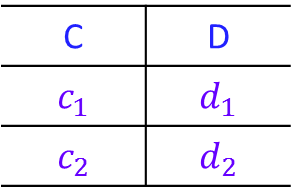 C D
c₁ d₁
c₂ d₂